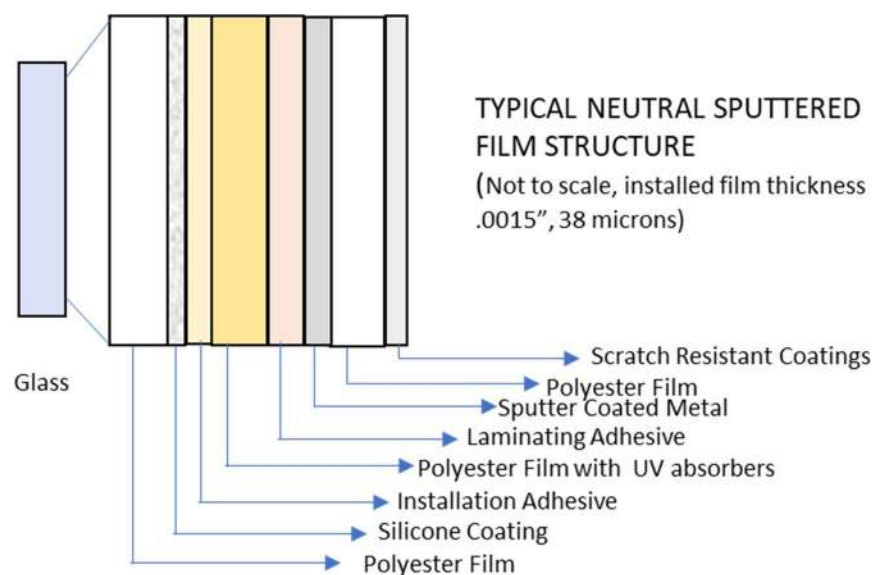 TYPICAL NEUTRAL SPUTTERED
FILM STRUCTURE
(Not to scale, installed film thickness
.0015”, 38 microns)
Scratch Resistant Coatings
Glass
Polyester Film
Sputter Coated Metal
Laminating Adhesive
Polyester Film with UV absorbers
Installation Adhesive
Silicone Coating
Polyester Film